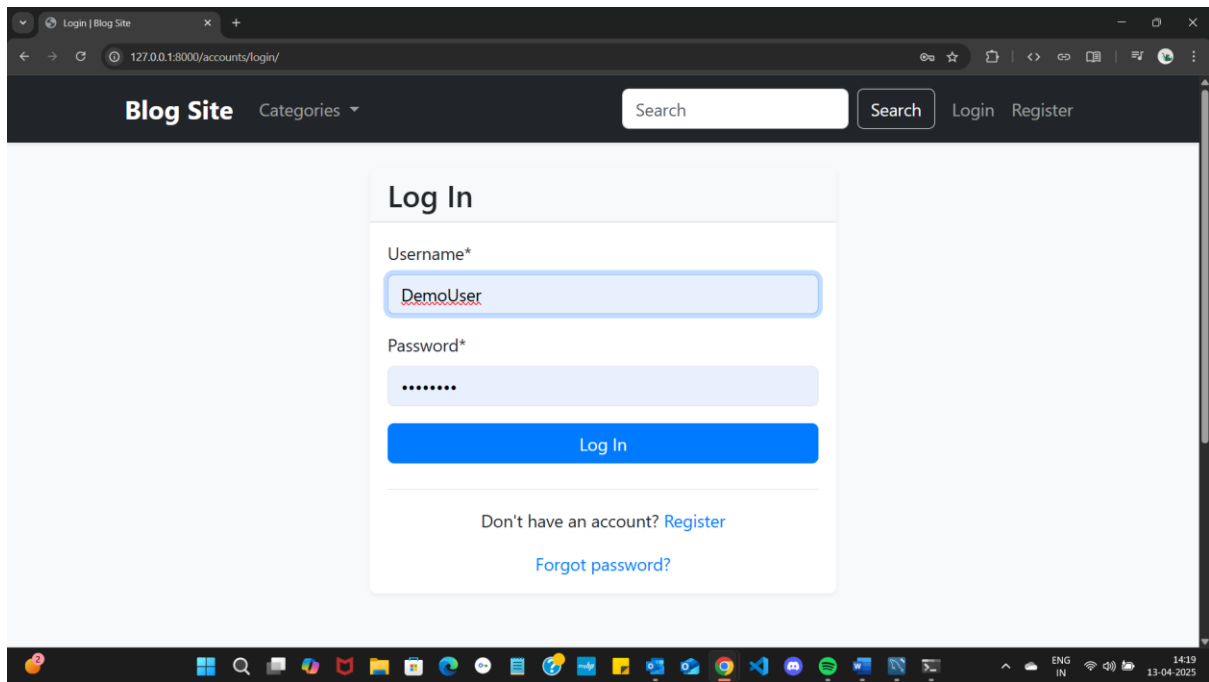 Login | Blog Site
127.0.0.1:8000/accounts/login/
Blog Site Categories Search Search Login Register
Log In
Username*
DemoUser
Password*
••••••••
Log In
Don't have an account? Register
Forgot password?
2
ENG 14:19
IN 13-04-2025